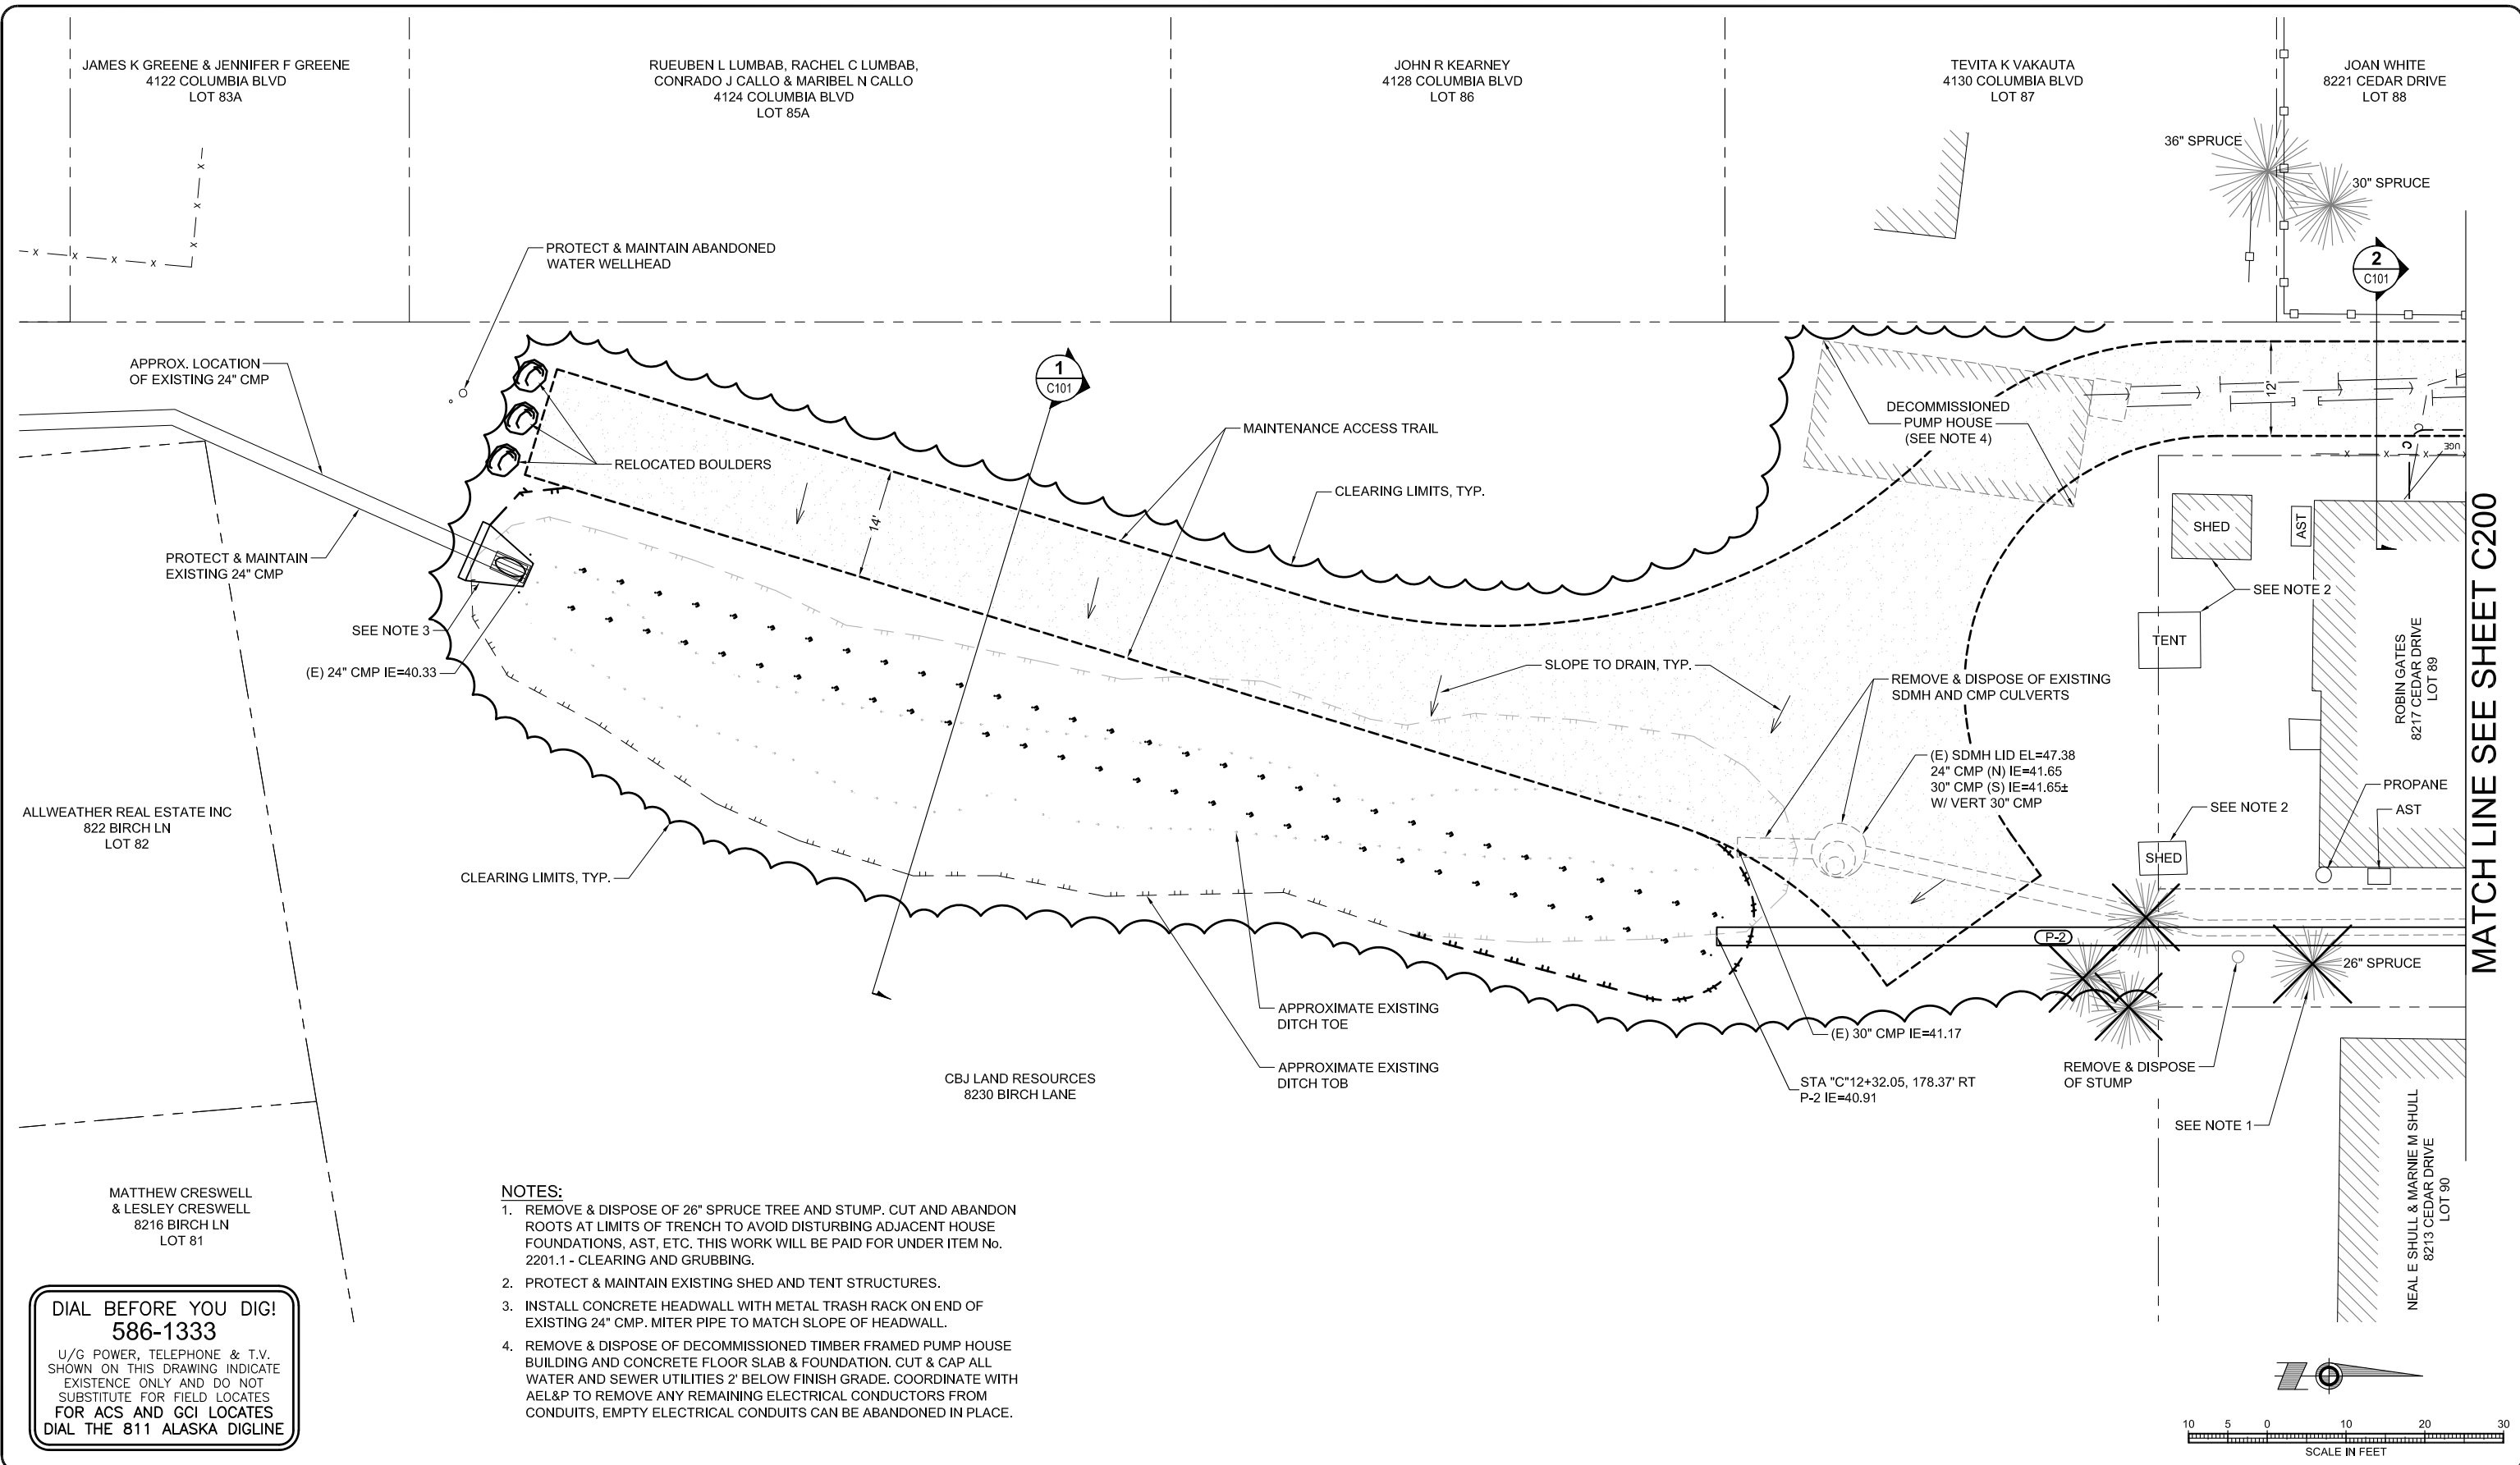 JAMES K GREENE & JENNIFER F GREENE
4122 COLUMBIA BLVD
LOT 83A
RUEUBEN L LUMBAB, RACHEL C LUMBAB,
CONRADO J CALLO & MARIBEL N CALLO
4124 COLUMBIA BLVD
LOT 85A
JOHN R KEARNEY
4128 COLUMBIA BLVD
LOT 86
TEVITA K VAKAUTA
4130 COLUMBIA BLVD
LOT 87
JOAN WHITE
8221 CEDAR DRIVE
LOT 88
36" SPRUCE
30" SPRUCE
PROTECT & MAINTAIN ABANDONED
WATER WELLHEAD
2
C101
APPROX. LOCATION
OF EXISTING 24" CMP
1
C101
12'
DECOMMISSIONED
PUMP HOUSE
(SEE NOTE 4)
MAINTENANCE ACCESS TRAIL
C
RELOCATED BOULDERS
CLEARING LIMITS, TYP.
14'
SHED
AST
PROTECT & MAINTAIN
EXISTING 24" CMP
SEE NOTE 2
SEE NOTE 3
TENT
(E) 24" CMP IE=40.33
SLOPE TO DRAIN, TYP.
REMOVE & DISPOSE OF EXISTING
SDMH AND CMP CULVERTS
ROBIN GATES
8217 CEDAR DRIVE
LOT 89
MATCH LINE SEE SHEET C200
(E) SDMH LID EL=47.38
24" CMP (N) IE=41.65
30" CMP (S) IE=41.65±
W/ VERT 30" CMP
PROPANE
AST
SEE NOTE 2
ALLWEATHER REAL ESTATE INC
822 BIRCH LN
LOT 82
SHED
CLEARING LIMITS, TYP.
P-2
26" SPRUCE
APPROXIMATE EXISTING
DITCH TOE
(E) 30" CMP IE=41.17
APPROXIMATE EXISTING
DITCH TOB
CBJ LAND RESOURCES
8230 BIRCH LANE
STA "C"12+32.05, 178.37' RT
P-2 IE=40.91
REMOVE & DISPOSE
OF STUMP
SEE NOTE 1
NEAL E SHULL & MARNIE M SHULL
8213 CEDAR DRIVE
LOT 90
MATTHEW CRESWELL
& LESLEY CRESWELL
8216 BIRCH LN
LOT 81
NOTES:
1. REMOVE & DISPOSE OF 26" SPRUCE TREE AND STUMP. CUT AND ABANDON
ROOTS AT LIMITS OF TRENCH TO AVOID DISTURBING ADJACENT HOUSE
FOUNDATIONS, AST, ETC. THIS WORK WILL BE PAID FOR UNDER ITEM No.
2201.1 - CLEARING AND GRUBBING.
2. PROTECT & MAINTAIN EXISTING SHED AND TENT STRUCTURES.
3. INSTALL CONCRETE HEADWALL WITH METAL TRASH RACK ON END OF
EXISTING 24" CMP. MITER PIPE TO MATCH SLOPE OF HEADWALL.
4. REMOVE & DISPOSE OF DECOMMISSIONED TIMBER FRAMED PUMP HOUSE
BUILDING AND CONCRETE FLOOR SLAB & FOUNDATION. CUT & CAP ALL
WATER AND SEWER UTILITIES 2' BELOW FINISH GRADE. COORDINATE WITH
AEL&P TO REMOVE ANY REMAINING ELECTRICAL CONDUCTORS FROM
CONDUITS, EMPTY ELECTRICAL CONDUITS CAN BE ABANDONED IN PLACE.
DIAL BEFORE YOU DIG!
586-1333
U/G POWER, TELEPHONE & T.V.
SHOWN ON THIS DRAWING INDICATE
EXISTENCE ONLY AND DO NOT
SUBSTITUTE FOR FIELD LOCATES
FOR ACS AND GCI LOCATES
DIAL THE 811 ALASKA DIGLINE
10 5 0 10 20 30
SCALE IN FEET